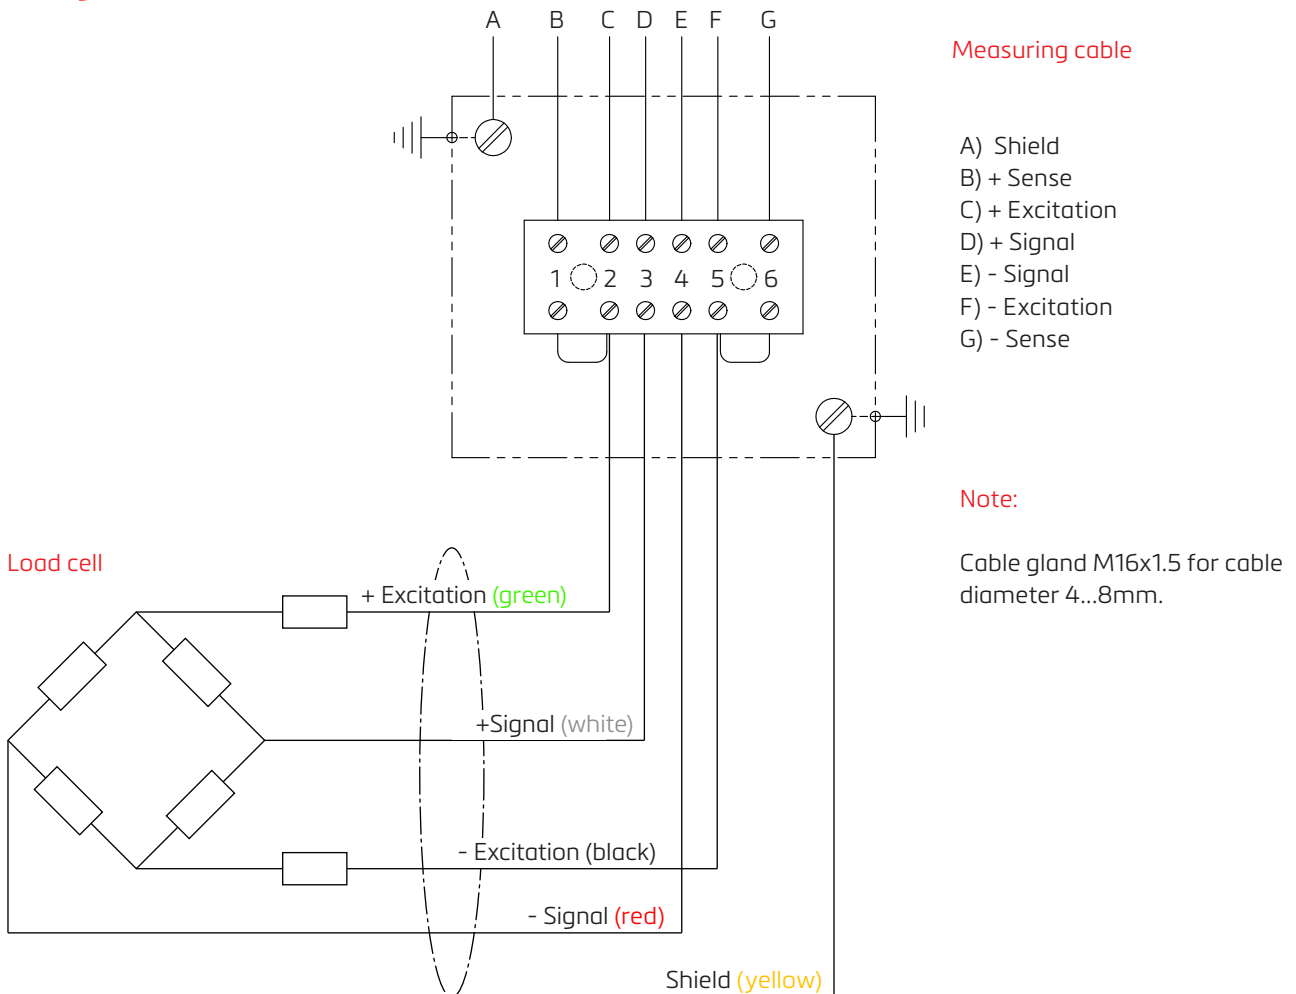 A B C D E F G
Measuring cable
A) Shield
B) + Sense
C) + Excitation
D) + Signal
E) - Signal
F) - Excitation
G) - Sense
1 2 3 4 5 6
Note:
Cable gland M16x1.5 for cable
diameter 4...8mm.
Load cell
+ Excitation (green)
+Signal (white)
- Excitation (black)
- Signal (red)
Shield (yellow)